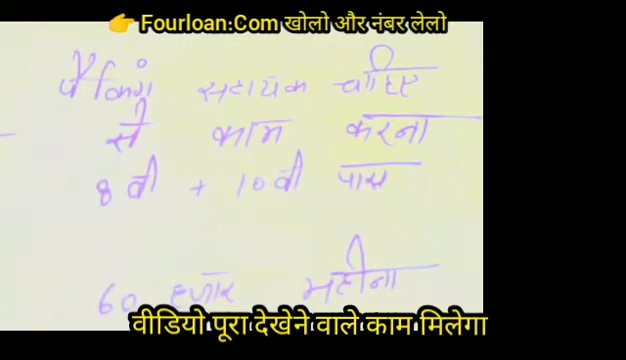 👉 Fourloan.Com खोलो और नंबर लेलो
पैकिंग सहायक चाहिए
से काम करना
8 वी + 10 वी पास
60 हजार महीना
वीडियो पूरा देखेने वाले काम मिलेगा